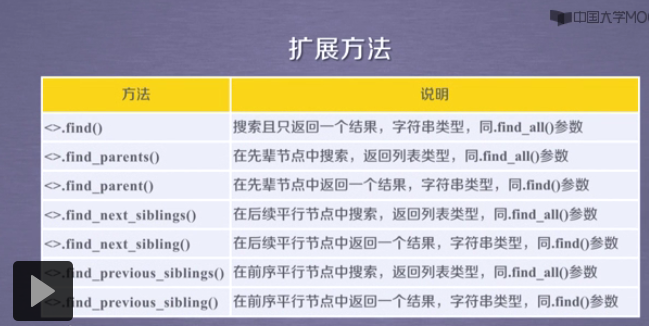 中国大学MOO
扩展方法
方法 说明
<>.find() 搜索且只返回一个结果，字符串类型，同.find_all()参数
<>.find_parents() 在先辈节点中搜索，返回列表类型，同.find_all()参数
<>.find_parent() 在先辈节点中返回一个结果，字符串类型，同.find()参数
<>.find_next_siblings() 在后续平行节点中搜索，返回列表类型，同.find_all()参数
<>.find_next_sibling() 在后续平行节点中返回一个结果，字符串类型，同.find()参数
<>.find_previous_siblings() 在前序平行节点中搜索，返回列表类型，同.find_all()参数
<>.find_previous_sibling() 在前序平行节点中返回一个结果，字符串类型，同.find()参数